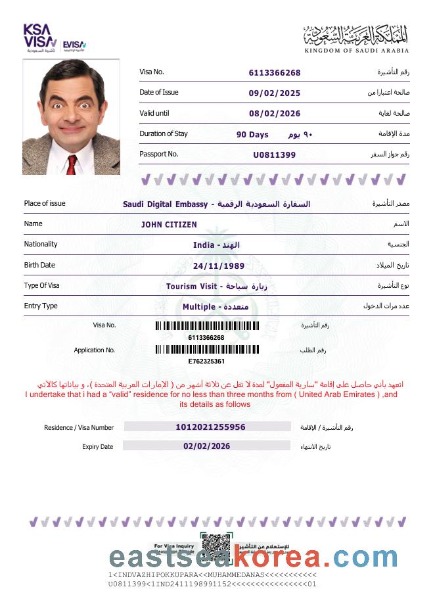 KSA
VISA
EVISA
المملكة العربية السعودية
KINGDOM OF SAUDI ARABIA
Visa No. 6113366268 رقم التأشيرة
Date of Issue 09/02/2025 صالحة اعتبارا من
Valid until 08/02/2026 صالحة لغاية
Duration of Stay 90 Days ٩٠ يوم مدة الإقامة
Passport No. U0811399 رقم جواز السفر
Place of issue Saudi Digital Embassy - السفارة السعودية الرقمية مصدر التأشيرة
Name JOHN CITIZEN الاسم
Nationality India - الهند الجنسية
Birth Date 24/11/1989 تاريخ الميلاد
Type Of Visa Tourism Visit - زيارة سياحة نوع التأشيرة
Entry Type Multiple - متعددة عدد مرات الدخول
Visa No. رقم التأشيرة
6113366268
Application No. رقم الطلب
E762325361
اتعهد بأني حاصل على إقامة "سارية المفعول" لمدة لا تقل عن ثلاثة أشهر من ( الإمارات العربية المتحدة )، و بياناتها كالآتي
I undertake that i had a "valid" residence for no less than three months from ( United Arab Emirates ) ,and
its details as follows
Residence / Visa Number 1012021255956 رقم التأشيرة / الإقامة
Expiry Date 02/02/2026 تاريخ الانتهاء
For Visa Inquiry للإستعلام عن التأشيرة
eastseakorea.com
I<INDVAZHIPOKKUPARA<<MUHAMMEDANAS<<<<<<<<<<<
U0811399<1IND2411198991152<<<<<<<<<<<<<<<01